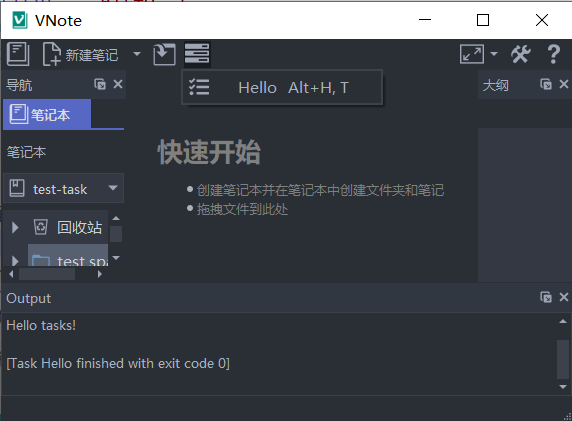 VNote
新建笔记
导航
Hello Alt+H, T
大纲
笔记本
笔记本
test-task
回收站
test spa
快速开始
创建笔记本并在笔记本中创建文件夹和笔记
拖拽文件到此处
Output
Hello tasks!
[Task Hello finished with exit code 0]